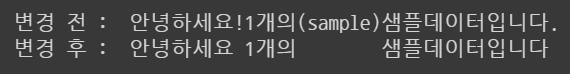 변경 전 :  안녕하세요!1개의(sample)샘플데이터입니다.
변경 후 :  안녕하세요 1개의        샘플데이터입니다